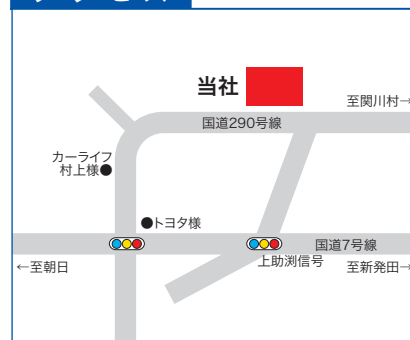 当社
至関川村→
国道290号線
カーライフ
村上様●
●トヨタ様
国道7号線
上助渕信号
←至朝日
至新発田→